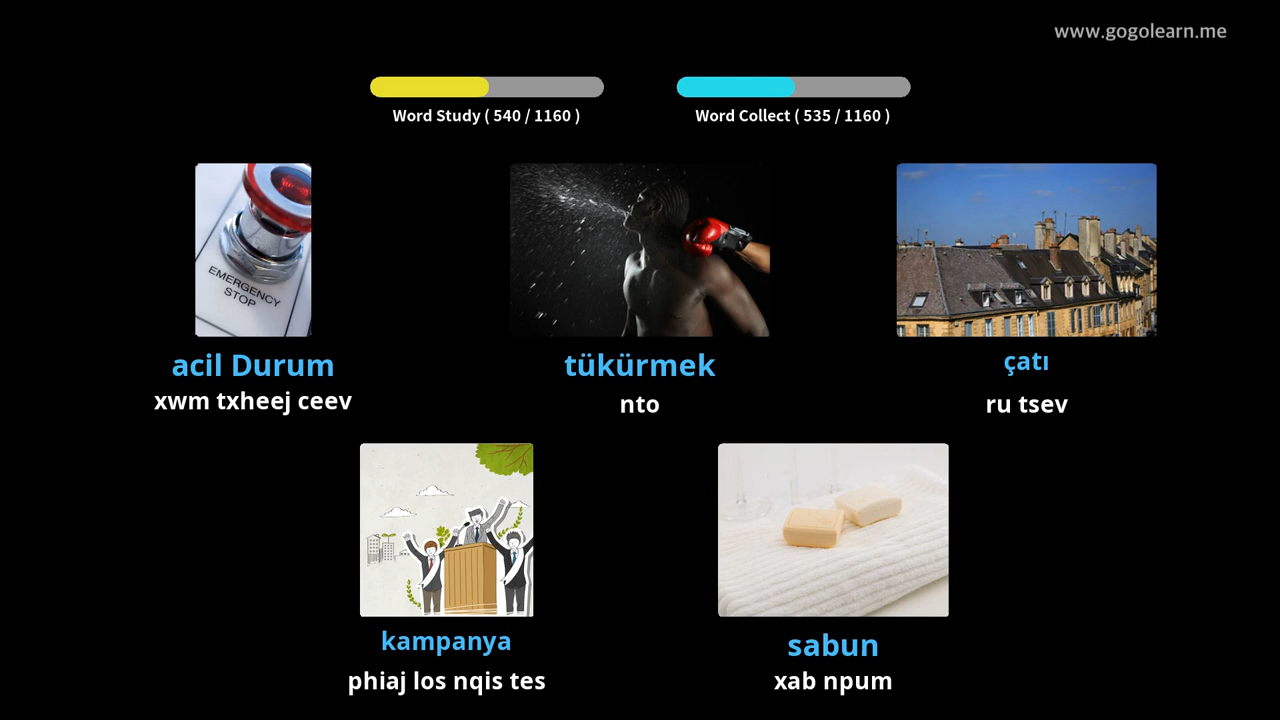 www.gogolearn.me
Word Study ( 540 / 1160 )
Word Collect ( 535 / 1160 )
EMERGENCY
STOP
acil Durum
xwm txheej ceev
tükürmek
nto
çatı
ru tsev
kampanya
phiaj los nqis tes
sabun
xab npum